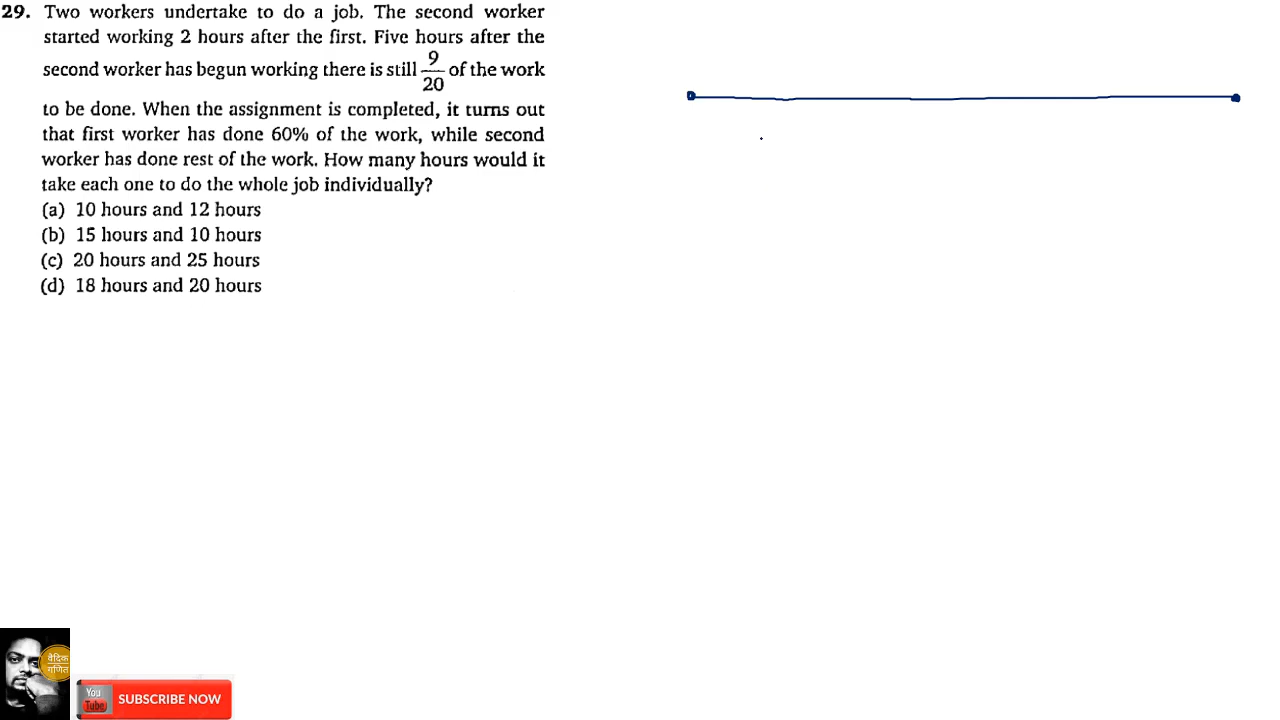 29. Two workers undertake to do a job. The second worker
started working 2 hours after the first. Five hours after the
second worker has begun working there is still 9/20 of the work
to be done. When the assignment is completed, it turns out
that first worker has done 60% of the work, while second
worker has done rest of the work. How many hours would it
take each one to do the whole job individually?
(a) 10 hours and 12 hours
(b) 15 hours and 10 hours
(c) 20 hours and 25 hours
(d) 18 hours and 20 hours
वैदिक
गणित
You
Tube
SUBSCRIBE NOW